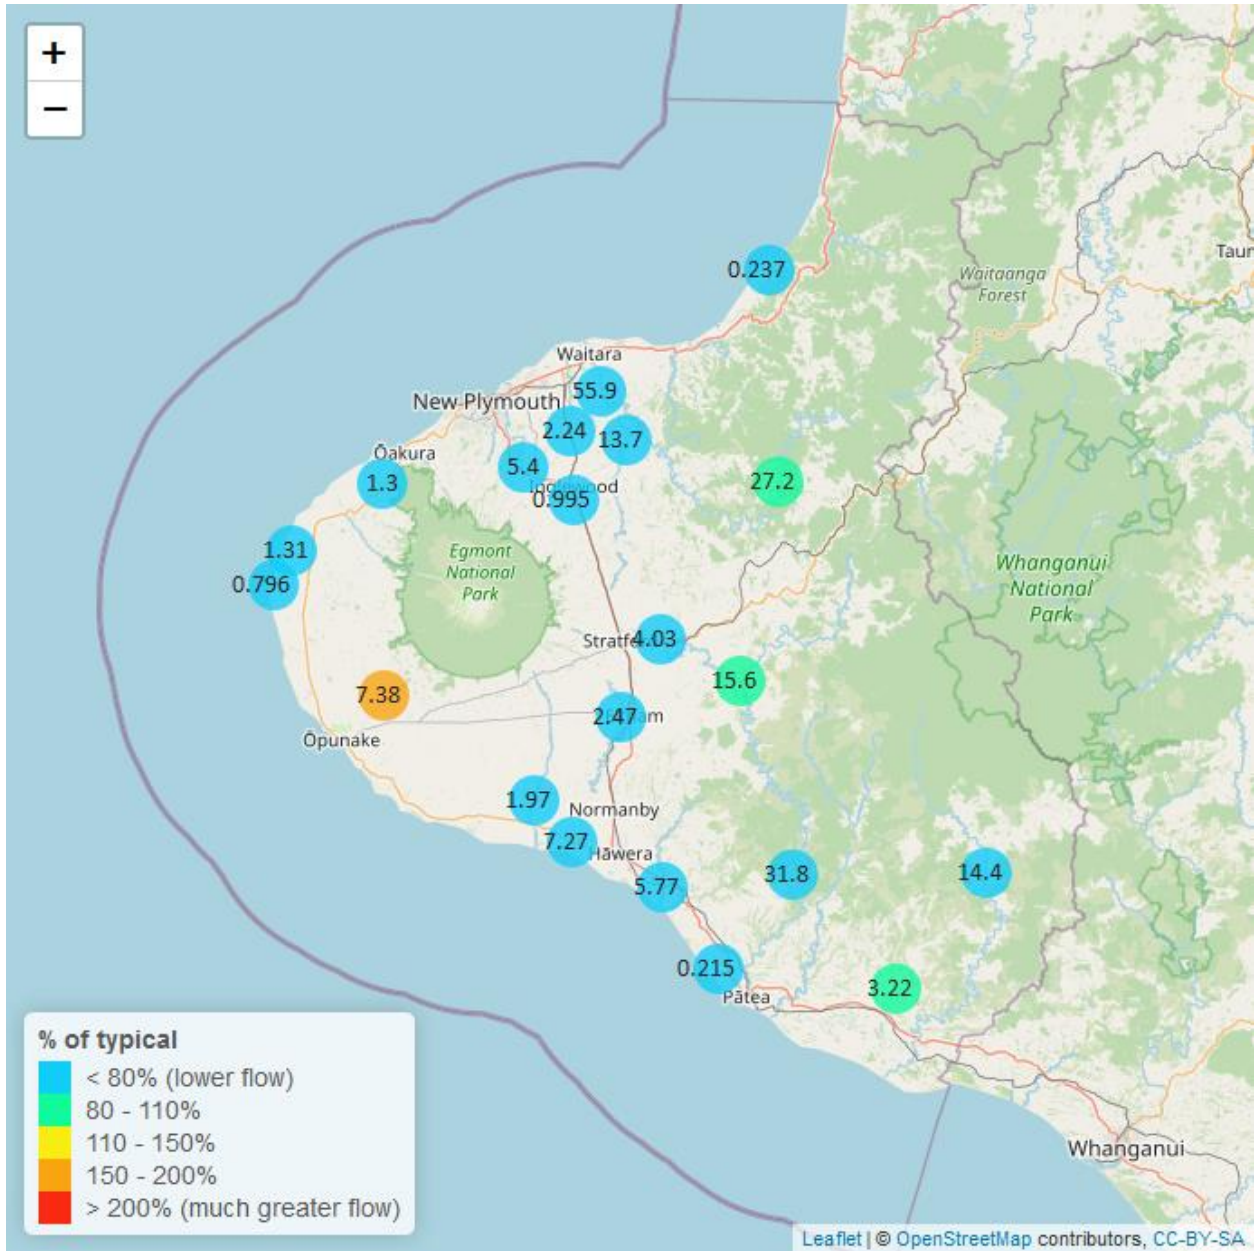 +
−
Taun
Waitaanga
Forest
0.237
Waitara
55.9
New Plymouth
2.24
13.7
Ōakura
5.4
1.3
27.2
0.995
1.31
Egmont
National
Park
Whanganui
National
Park
0.796
4.03
15.6
7.38
2.47
Ōpunake
1.97
Normanby
7.27
Hāwera
5.77
31.8
14.4
0.215
Pātea
3.22
% of typical
< 80% (lower flow)
80 - 110%
110 - 150%
150 - 200%
> 200% (much greater flow)
Whanganui
Leaflet | © OpenStreetMap contributors, CC-BY-SA